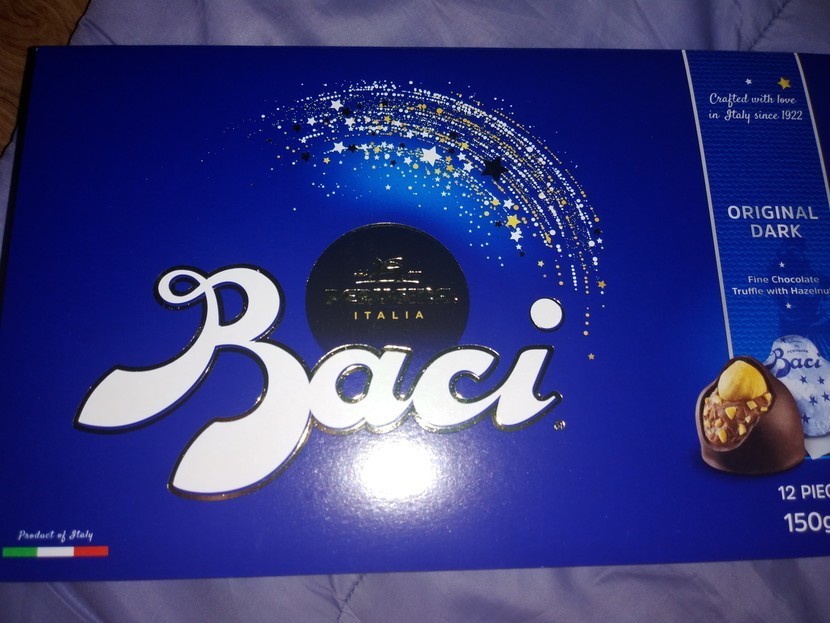 Crafted with love
in Italy since 1922
ORIGINAL
DARK
Fine Chocolate
Truffle with Hazelnut
PERUGINA
ITALIA
Baci®
Baci
12 PIEC
150g
Product of Italy